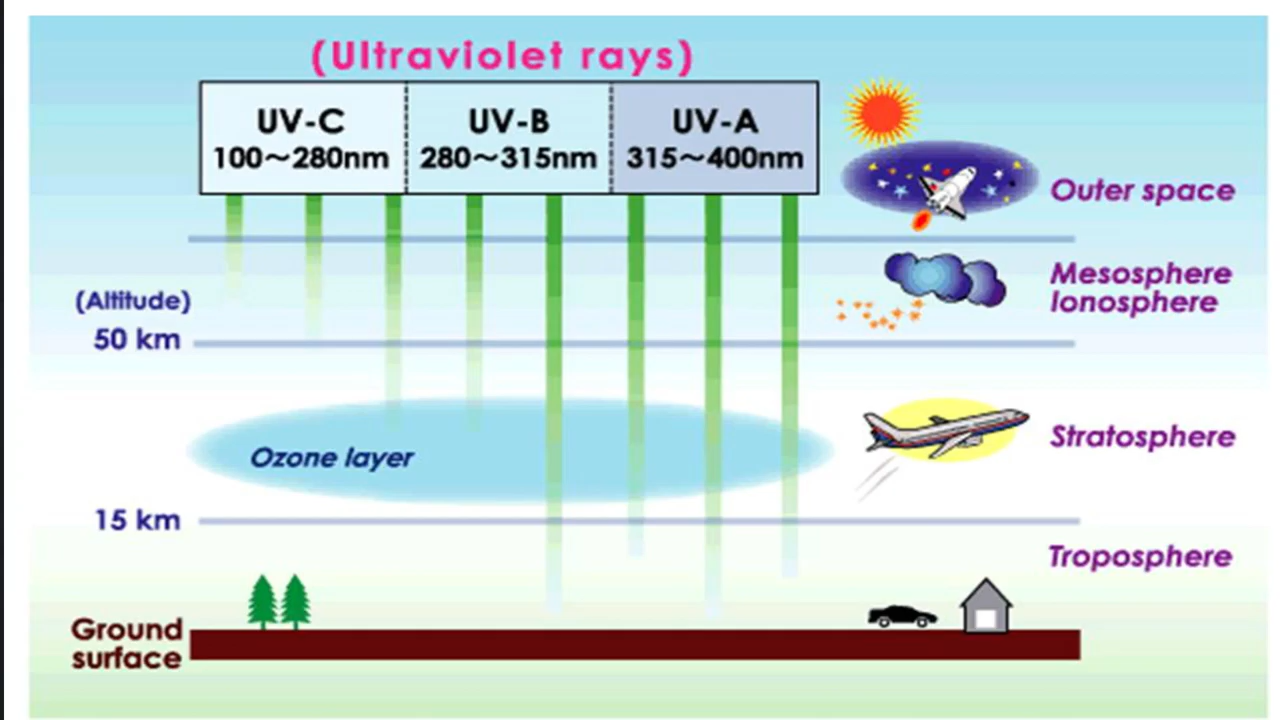 (Ultraviolet rays)
UV-C
100～280nm
UV-B
280～315nm
UV-A
315～400nm
Outer space
Mesosphere
Ionosphere
(Altitude)
50 km
Stratosphere
Ozone layer
15 km
Troposphere
Ground
surface